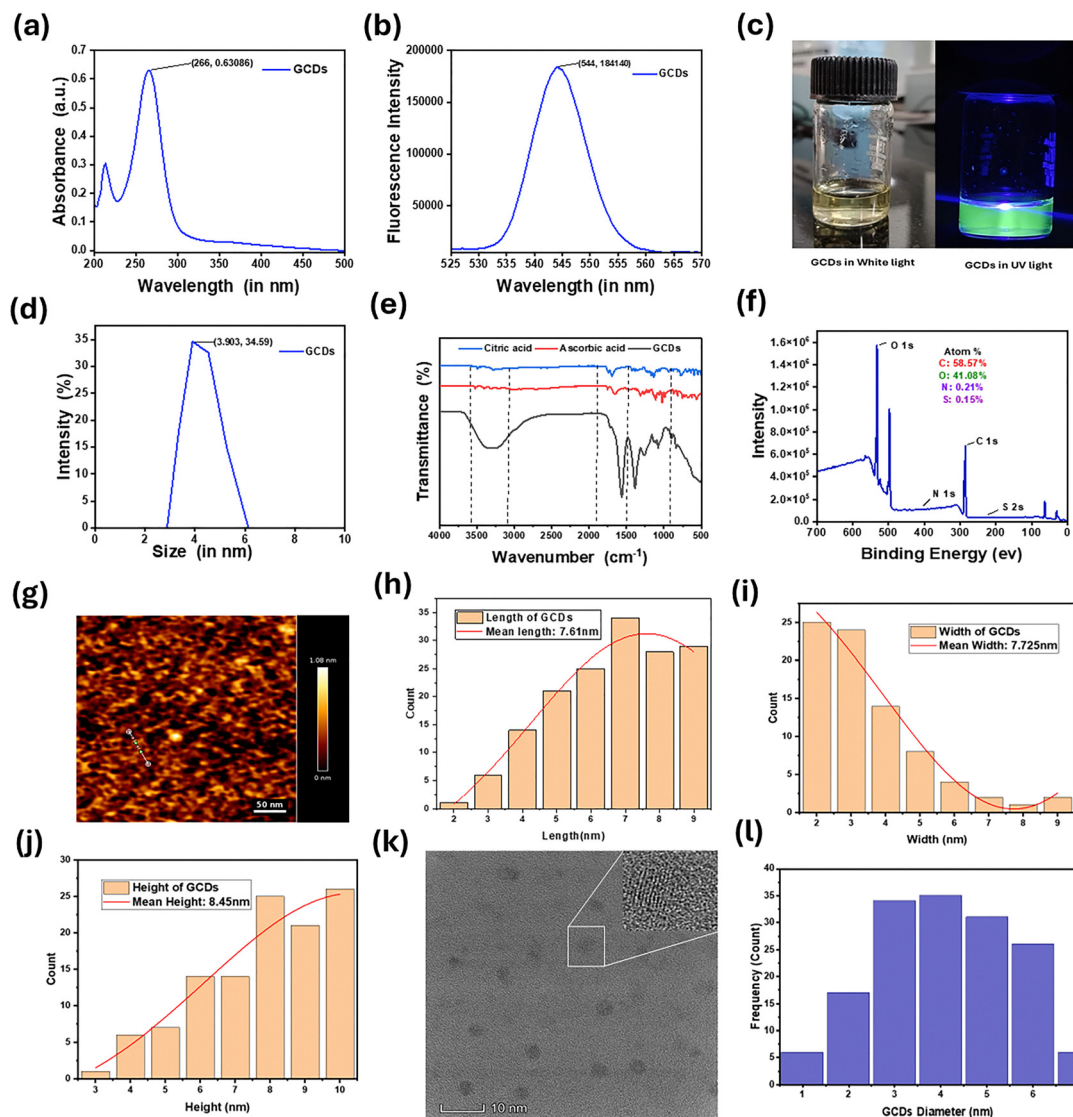 (a)
0.7
0.6
0.5
0.4
0.3
0.2
0.1
0.0
Absorbance (a.u.)
(266, 0.63086)
GCDs
200
250
300
350
400
450
500
Wavelength (in nm)
(b)
200000
150000
100000
50000
Fluorescence Intensity
(544, 184140)
GCDs
525
530
535
540
545
550
555
560
565
570
Wavelength (in nm)
(c)
GCDs in White light
GCDs in UV light
(d)
35
30
25
20
15
10
5
0
Intensity (%)
(3.903, 34.59)
GCDs
0
2
4
6
8
10
Size (in nm)
(e)
Citric acid
Ascorbic acid
GCDs
Transmittance (%)
4000
3500
3000
2500
2000
1500
1000
500
Wavenumber (cm⁻¹)
(f)
1.6×10⁶
1.4×10⁶
1.2×10⁶
1.0×10⁶
8.0×10⁵
6.0×10⁵
4.0×10⁵
2.0×10⁵
0.0
Intensity
O 1s
Atom %
C: 58.57%
O: 41.08%
N: 0.21%
S: 0.15%
C 1s
N 1s
S 2s
700
600
500
400
300
200
100
0
Binding Energy (ev)
(g)
1.08 nm
0 nm
50 nm
(h)
35
30
25
20
15
10
5
0
Count
Length of GCDs
Mean length: 7.61nm
2
3
4
5
6
7
8
9
Length(nm)
(i)
25
20
15
10
5
0
Count
Width of GCDs
Mean Width: 7.725nm
2
3
4
5
6
7
8
9
Width (nm)
(j)
30
25
20
15
10
5
0
Count
Height of GCDs
Mean Height: 8.45nm
3
4
5
6
7
8
9
10
Height (nm)
(k)
10 nm
(l)
40
35
30
25
20
15
10
5
0
Frequency (Count)
1
2
3
4
5
6
GCDs Diameter (nm)